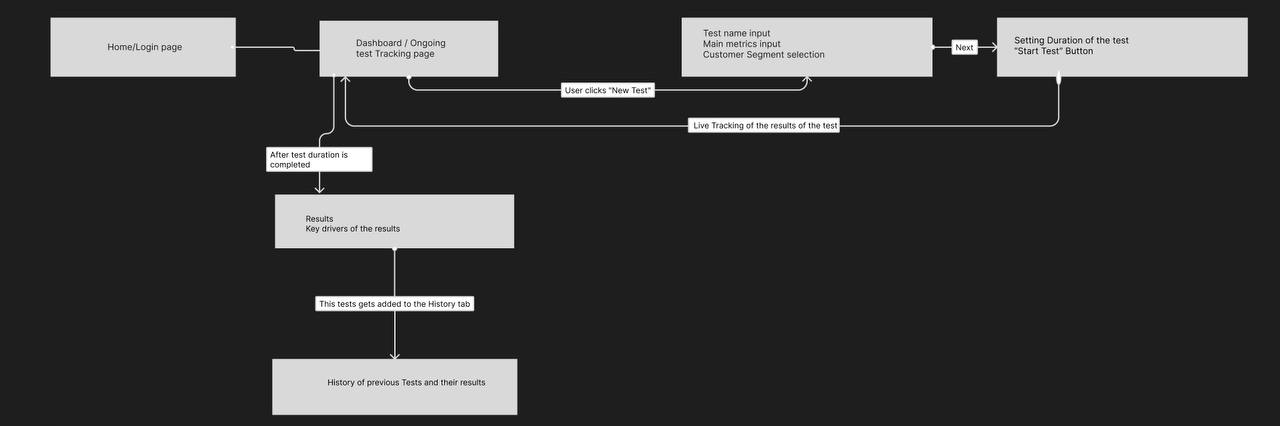 Home/Login page
Dashboard / Ongoing
test Tracking page
Test name input
Main metrics input
Customer Segment selection
Next
Setting Duration of the test
"Start Test" Button
User clicks "New Test"
Live Tracking of the results of the test
After test duration is
completed
Results
Key drivers of the results
This tests gets added to the History tab
History of previous Tests and their results